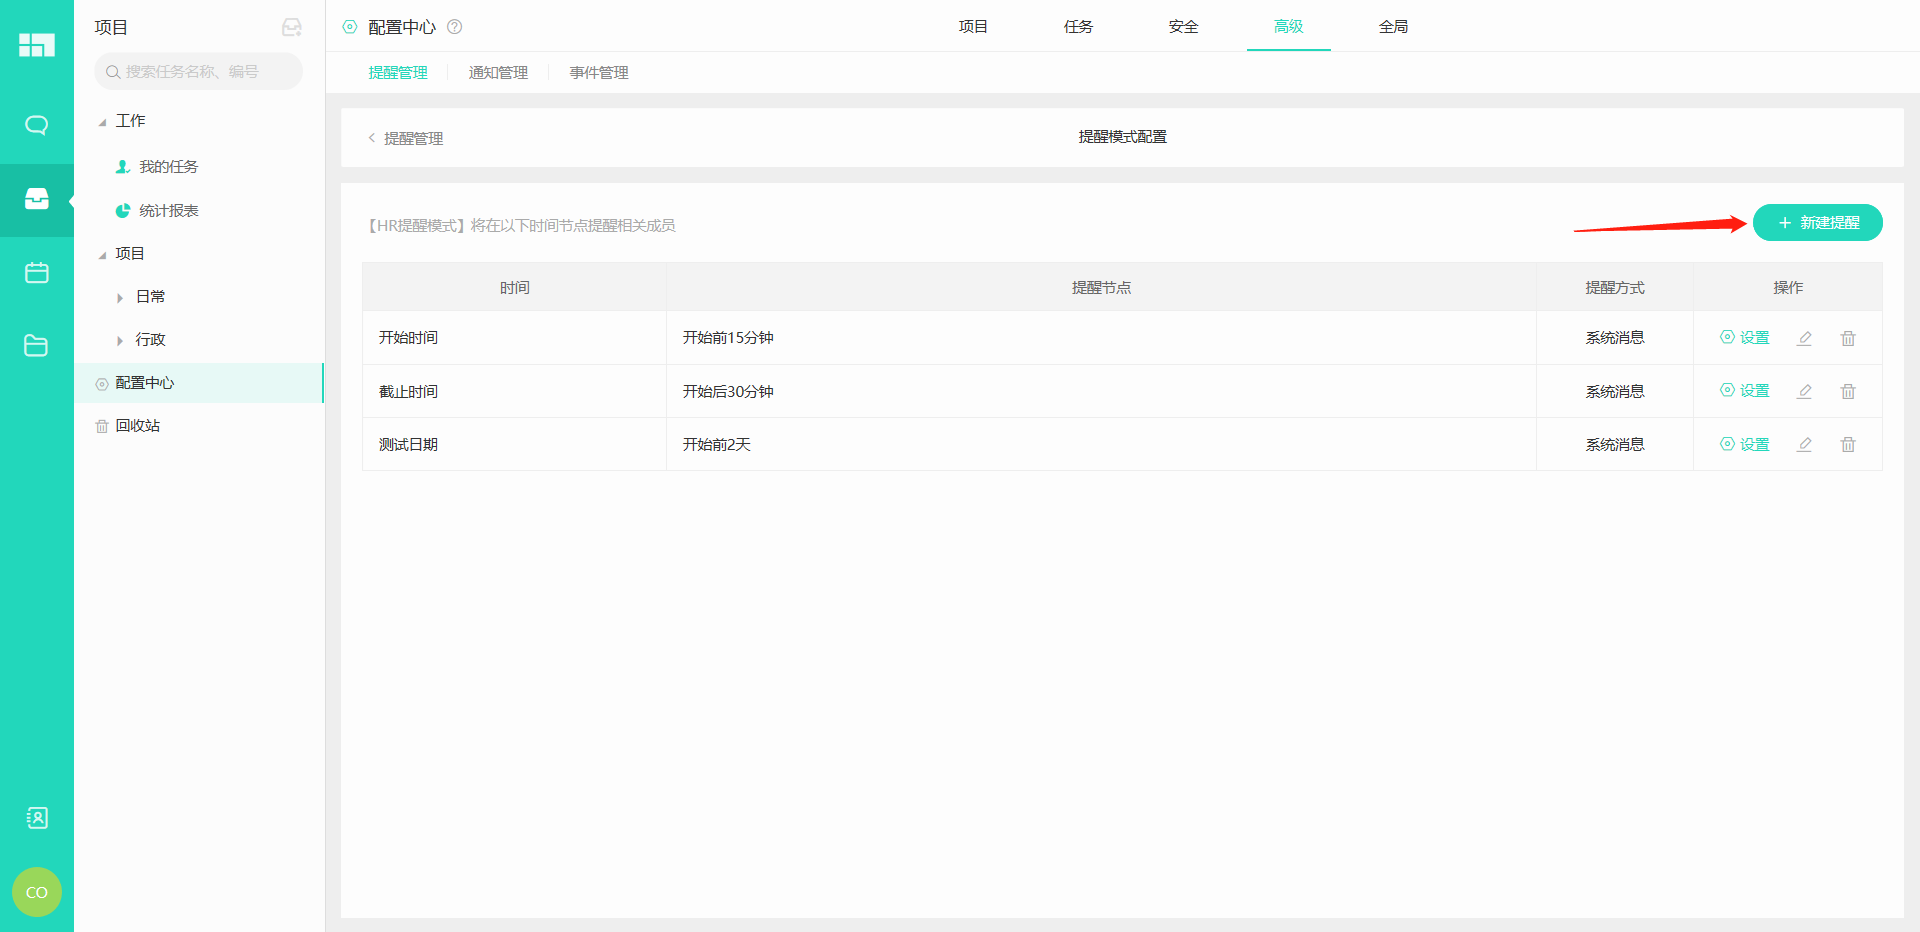 项目
搜索任务名称、编号
工作
我的任务
统计报表
项目
日常
行政
配置中心
回收站
CO
配置中心
项目 任务 安全 高级 全局
提醒管理 通知管理 事件管理
提醒管理
提醒模式配置
【HR提醒模式】将在以下时间节点提醒相关成员
新建提醒
时间 提醒节点 提醒方式 操作
开始时间 开始前15分钟 系统消息 设置
截止时间 开始后30分钟 系统消息 设置
测试日期 开始前2天 系统消息 设置